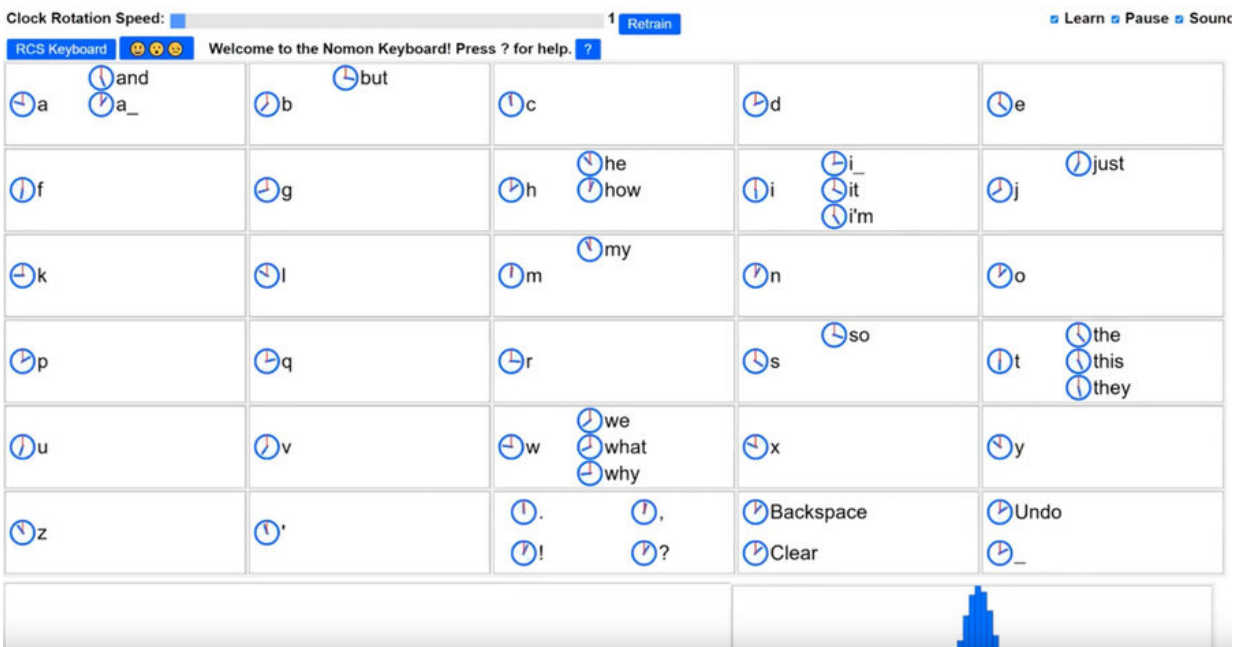 Clock Rotation Speed: 1 Retrain Learn Pause Sound
RCS Keyboard Welcome to the Nomon Keyboard! Press ? for help. ?
and but
a a_ b c d e
he i_ just
f g h how i it j
i'm
my
k l m n o
so the
p q r s t this
they
we
u v w what x y
why
z ' . , Backspace Undo
! ? Clear _